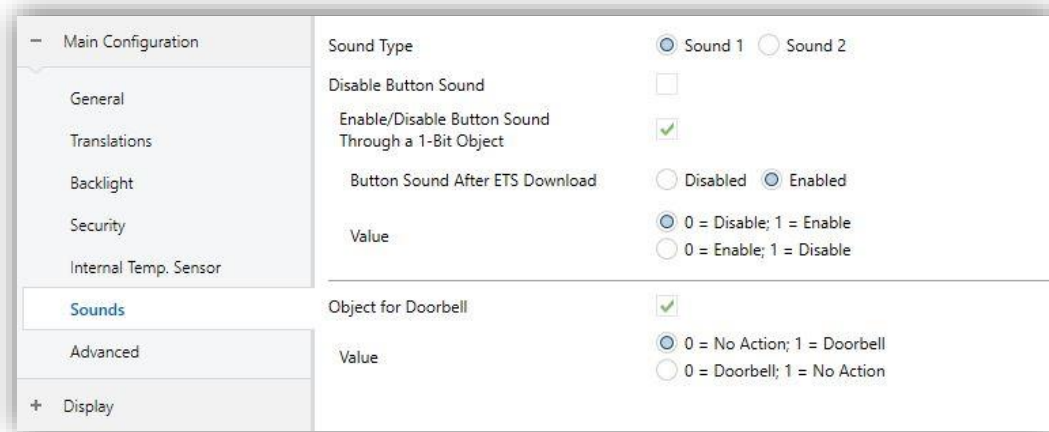 Main Configuration
General
Translations
Backlight
Security
Internal Temp. Sensor
Sounds
Advanced
Display
Sound Type
Sound 1 Sound 2
Disable Button Sound
Enable/Disable Button Sound
Through a 1-Bit Object
Button Sound After ETS Download
Disabled Enabled
Value
0 = Disable; 1 = Enable
0 = Enable; 1 = Disable
Object for Doorbell
Value
0 = No Action; 1 = Doorbell
0 = Doorbell; 1 = No Action